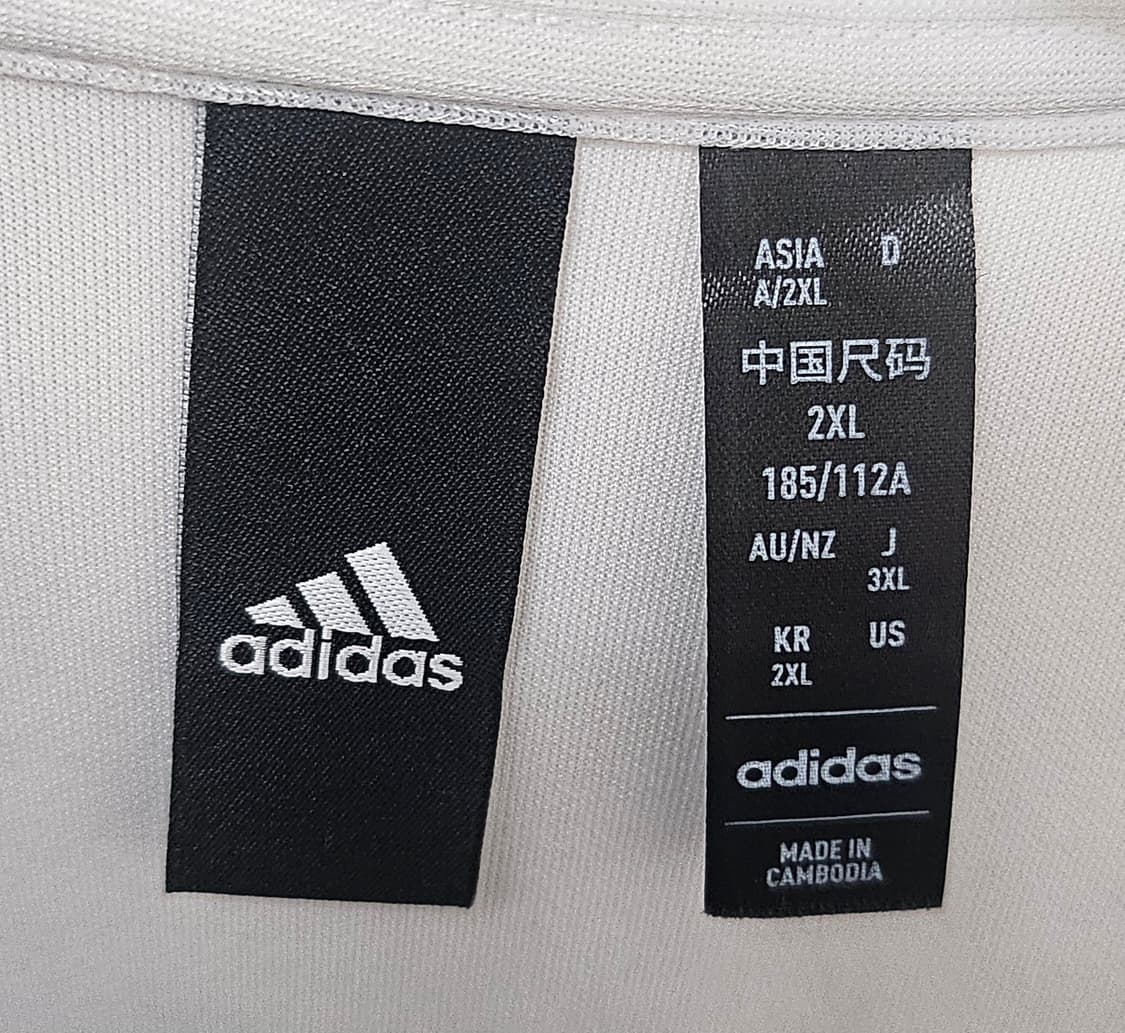 adidas
ASIA D
A/2XL
中国尺码
2XL
185/112A
AU/NZ J
3XL
KR US
2XL
adidas
MADE IN
CAMBODIA